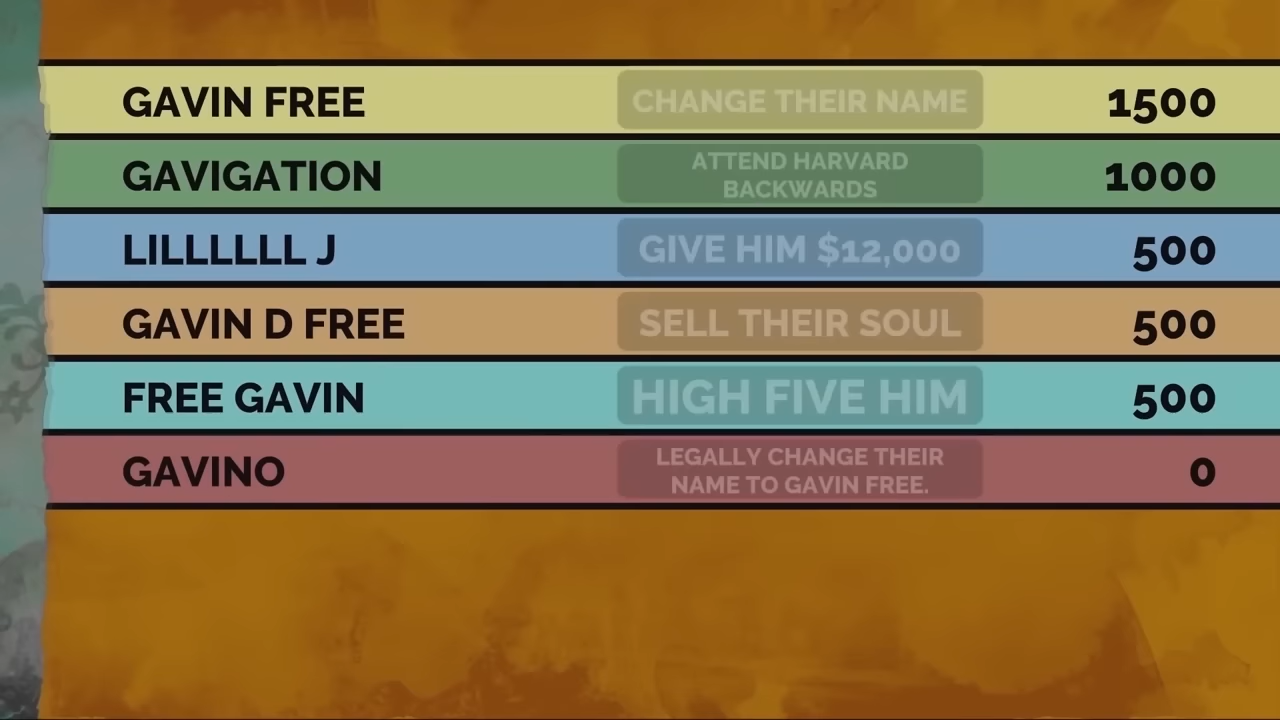 GAVIN FREE CHANGE THEIR NAME 1500
GAVIGATION ATTEND HARVARD BACKWARDS 1000
LILLLLLL J GIVE HIM $12,000 500
GAVIN D FREE SELL THEIR SOUL 500
FREE GAVIN HIGH FIVE HIM 500
GAVINO LEGALLY CHANGE THEIR NAME TO GAVIN FREE. 0